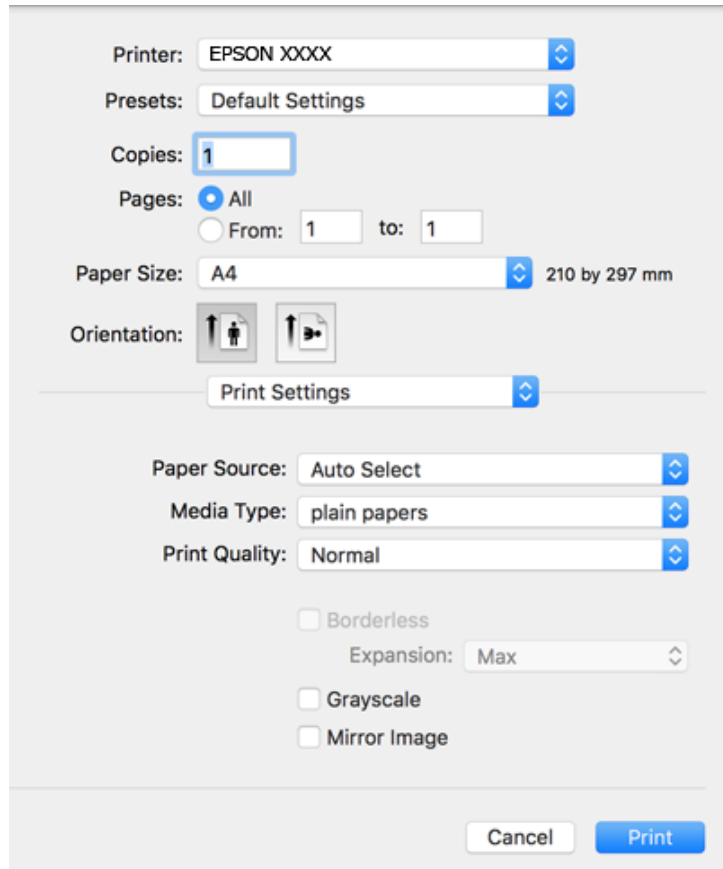 Printer: EPSON XXXX
Presets: Default Settings
Copies: 1
Pages: All
From: 1 to: 1
Paper Size: A4 210 by 297 mm
Orientation:
Print Settings
Paper Source: Auto Select
Media Type: plain papers
Print Quality: Normal
Borderless
Expansion: Max
Grayscale
Mirror Image
Cancel Print